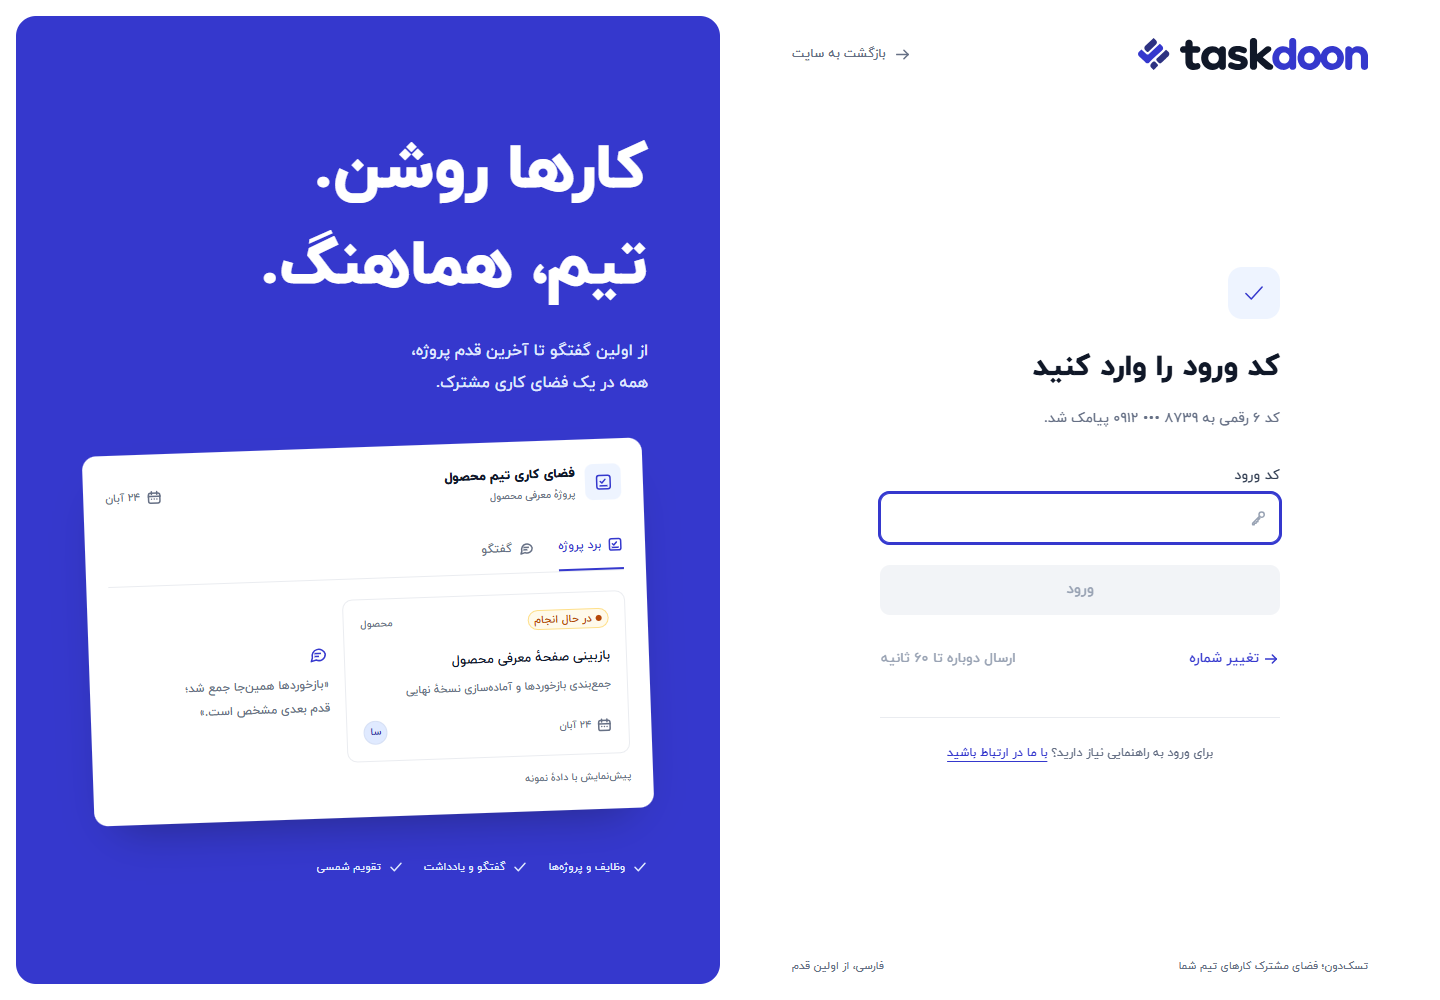 taskdoon
بازگشت به سایت
کد ورود را وارد کنید
کد ۶ رقمی به ۰۹۱۲ ••• ۸۷۳۹ پیامک شد.
کد ورود
ورود
تغییر شماره
ارسال دوباره تا ۶۰ ثانیه
برای ورود به راهنمایی نیاز دارید؟ با ما در ارتباط باشید
تسک‌دون؛ فضای مشترک کارهای تیم شما
فارسی، از اولین قدم
کارها روشن.
تیم، هماهنگ.
از اولین گفتگو تا آخرین قدم پروژه،
همه در یک فضای کاری مشترک.
فضای کاری تیم محصول
پروژهٔ معرفی محصول
۲۴ آبان
برد پروژه
گفتگو
در حال انجام
محصول
بازبینی صفحهٔ معرفی محصول
جمع‌بندی بازخوردها و آماده‌سازی نسخهٔ نهایی
۲۴ آبان
سا
«بازخوردها همین‌جا جمع شد؛
قدم بعدی مشخص است.»
پیش‌نمایش با دادهٔ نمونه
وظایف و پروژه‌ها
گفتگو و یادداشت
تقویم شمسی